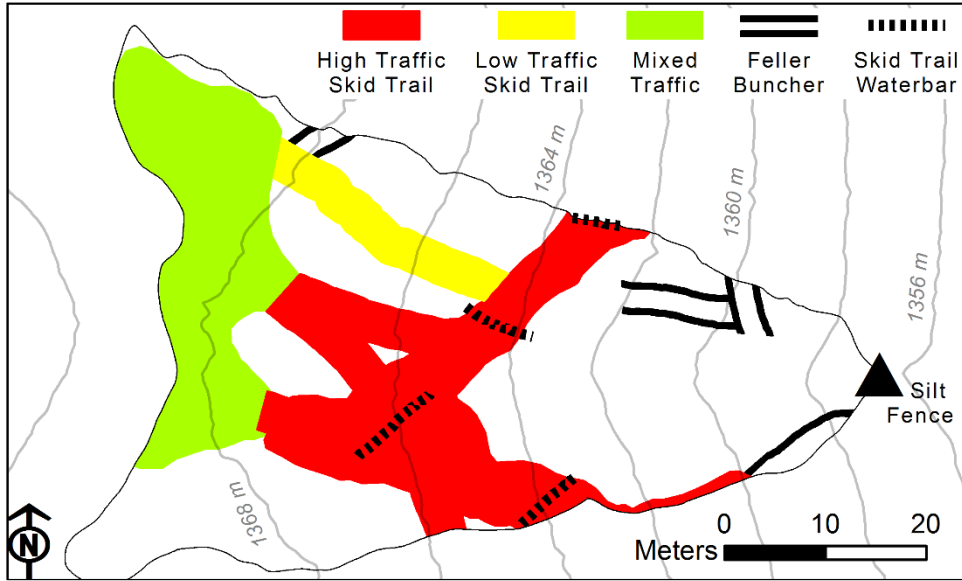 High Traffic
Skid Trail
Low Traffic
Skid Trail
Mixed
Traffic
Feller
Buncher
Skid Trail
Waterbar
1364 m
1360 m
1356 m
1368 m
Silt
Fence
N
0 10 20
Meters